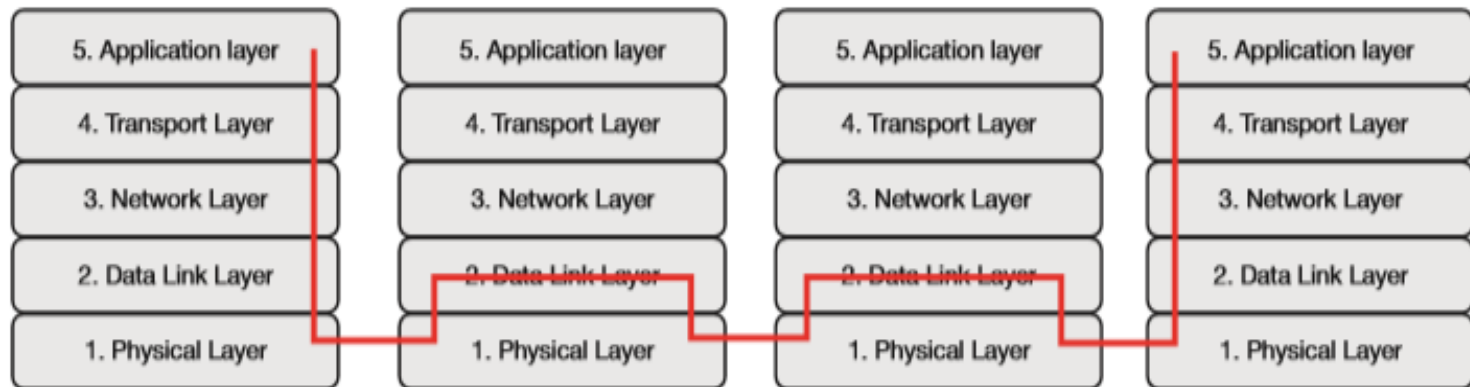 5. Application layer
4. Transport Layer
3. Network Layer
2. Data Link Layer
1. Physical Layer
5. Application layer
4. Transport Layer
3. Network Layer
2. Data Link Layer
1. Physical Layer
5. Application layer
4. Transport Layer
3. Network Layer
2. Data Link Layer
1. Physical Layer
5. Application layer
4. Transport Layer
3. Network Layer
2. Data Link Layer
1. Physical Layer